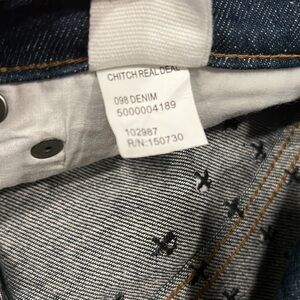 CHITCH REAL DEAL
098 DENIM
5000004189
102987
R/N: 150730